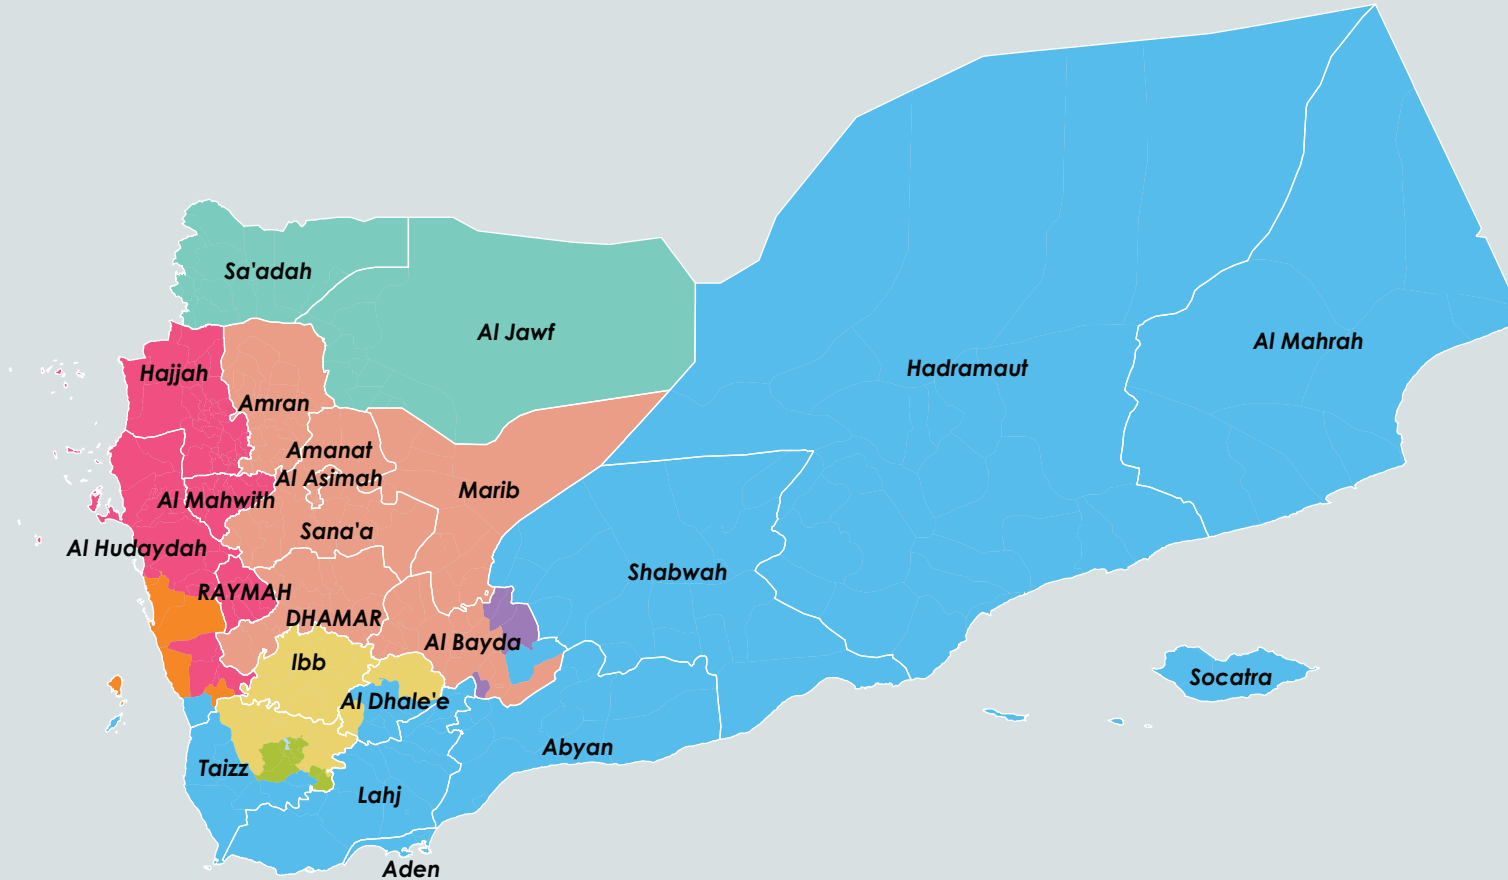 Sa'adah
Al Jawf
Al Mahrah
Hadramaut
Hajjah
Amran
Amanat
Al Asimah
Marib
Al Mahwith
Sana'a
Al Hudaydah
Shabwah
RAYMAH
DHAMAR
Al Bayda
Ibb
Socatra
Al Dhale'e
Abyan
Taizz
Lahj
Aden